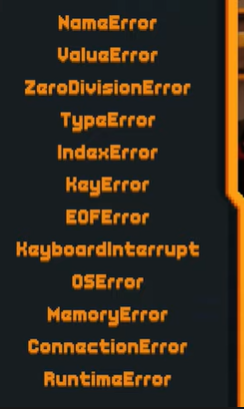 NameError
ValueError
ZeroDivisionError
TypeError
IndexError
KeyError
EOFError
KeyboardInterrupt
OSError
MemoryError
ConnectionError
RuntimeError